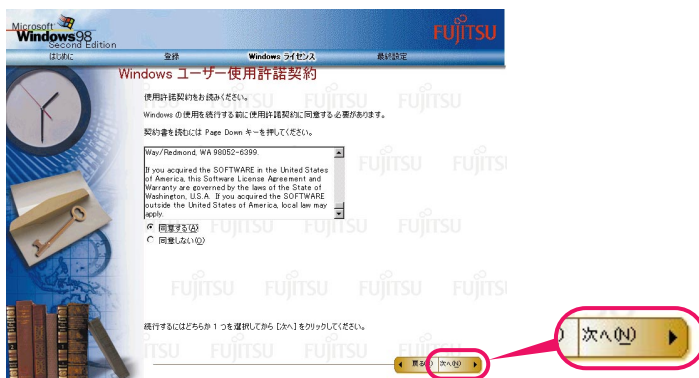 Microsoft
Windows98
Second Edition
FUJITSU
はじめに 登録 Windows ライセンス 最終設定
Windows ユーザー使用許諾契約
使用許諾契約をお読みください。
Windows の使用を続行する前に使用許諾契約に同意する必要があります。
契約書を読むには Page Down キーを押してください。
Way/Redmond, WA 98052-6399.
If you acquired the SOFTWARE in the United States
of America, this Software License Agreement and
Warranty are governed by the laws of the State of
Washington, U.S.A. If you acquired the SOFTWARE
outside the United States of America, local law may
apply.
同意する(A)
同意しない(O)
続行するにはどちらか 1 つを選択してから [次へ] をクリックしてください。
戻る(B) 次へ(N)
次へ(N)